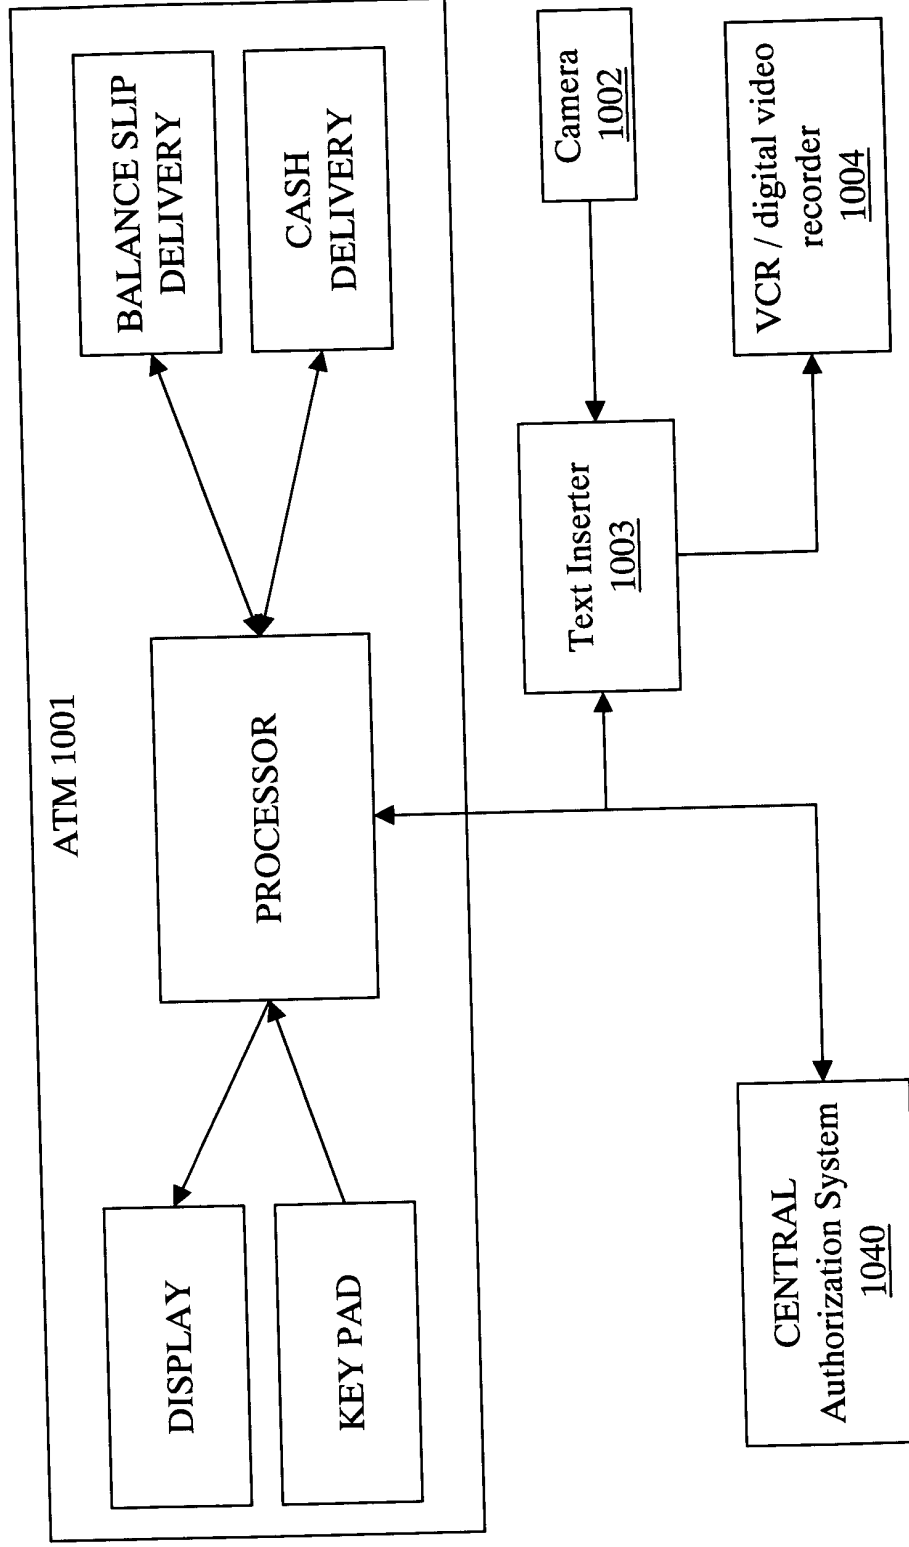 ATM 1001
DISPLAY
KEY PAD
PROCESSOR
BALANCE SLIP
DELIVERY
CASH
DELIVERY
CENTRAL
Authorization System
1040
Text Inserter
1003
Camera
1002
VCR / digital video
recorder
1004